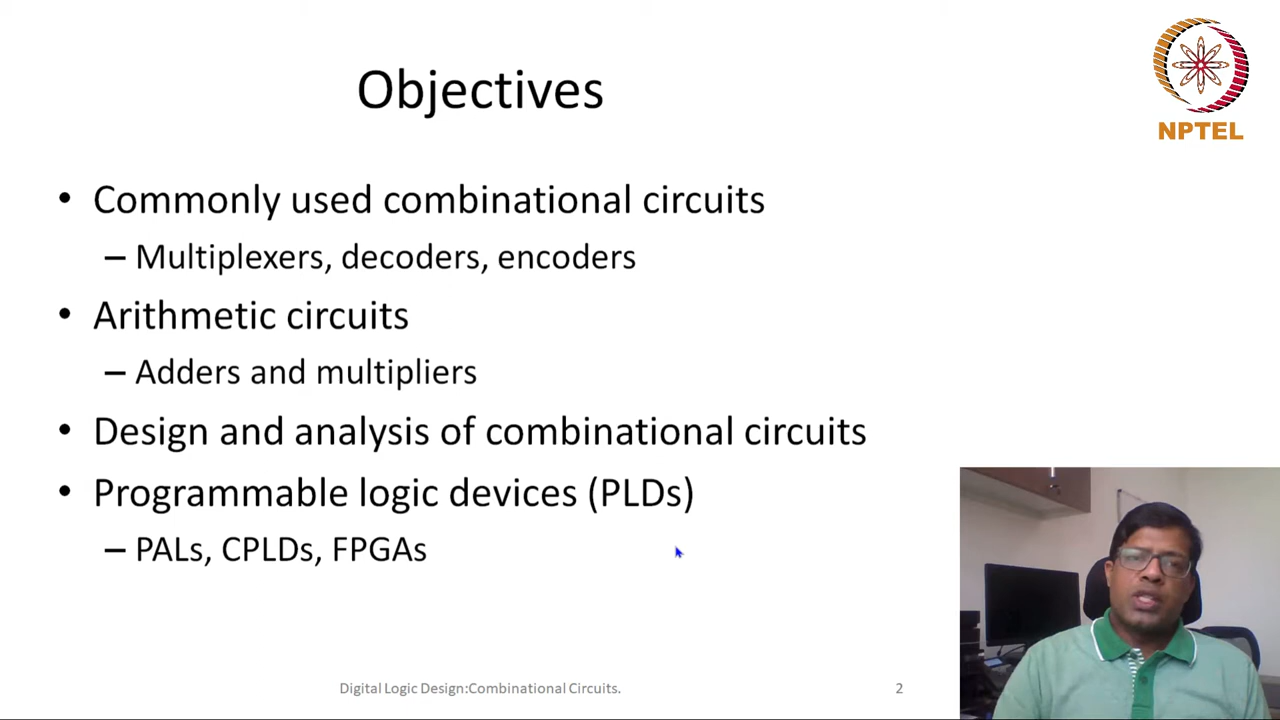 Objectives
NPTEL
• Commonly used combinational circuits
– Multiplexers, decoders, encoders
• Arithmetic circuits
– Adders and multipliers
• Design and analysis of combinational circuits
• Programmable logic devices (PLDs)
– PALs, CPLDs, FPGAs
Digital Logic Design:Combinational Circuits.
2